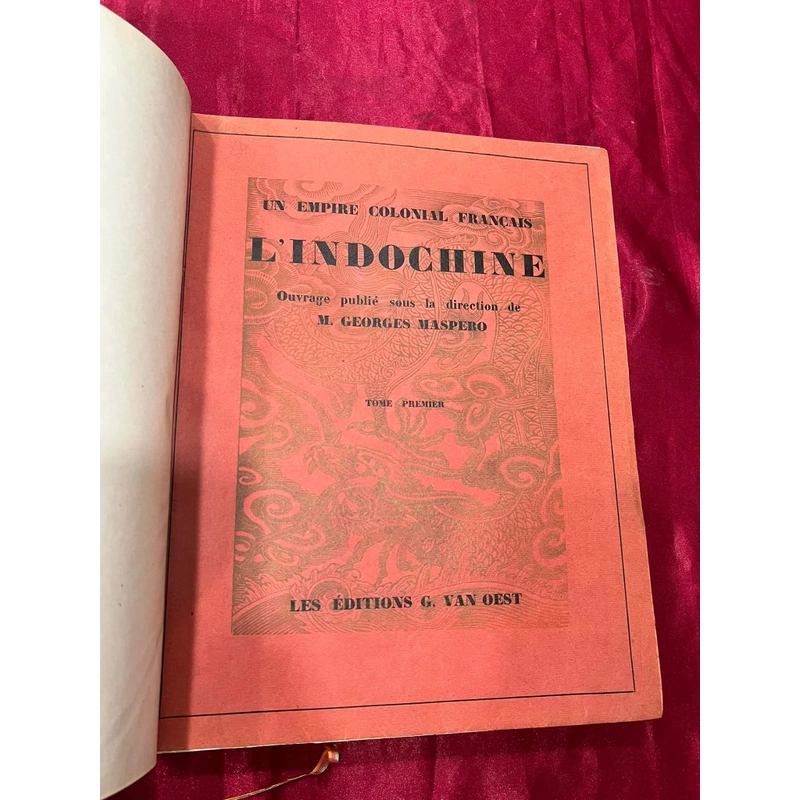 UN EMPIRE COLONIAL FRANÇAIS
L'INDOCHINE
Ouvrage publié sous la direction de
M. GEORGES MASPERO
TOME PREMIER
LES ÉDITIONS G. VAN OEST